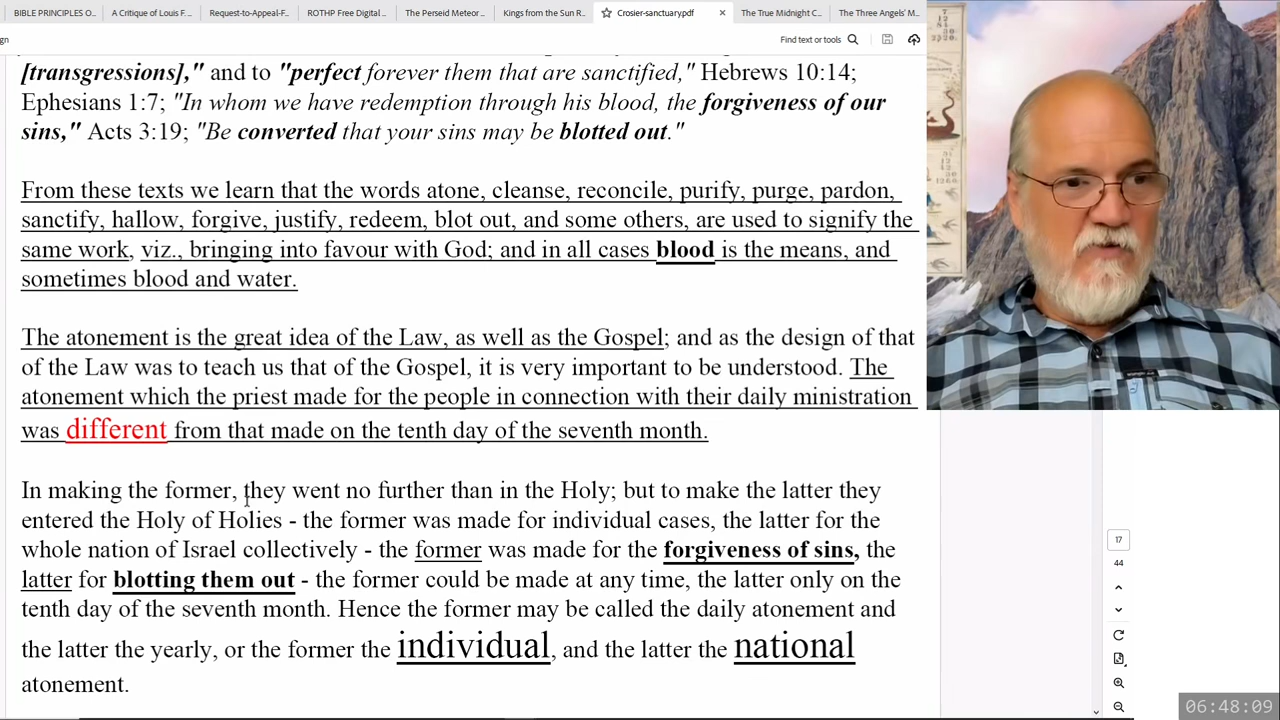 BIBLE PRINCIPLES O... A Critique of Louis F... Request-to-Appeal-F... ROTHP Free Digital ... The Perseid Meteor ... Kings from the Sun R... Crosier-sanctuary.pdf The True Midnight C... The Three Angels' M...
gn Find text or tools
[transgressions]," and to "perfect forever them that are sanctified," Hebrews 10:14;
Ephesians 1:7; "In whom we have redemption through his blood, the forgiveness of our
sins," Acts 3:19; "Be converted that your sins may be blotted out."
From these texts we learn that the words atone, cleanse, reconcile, purify, purge, pardon,
sanctify, hallow, forgive, justify, redeem, blot out, and some others, are used to signify the
same work, viz., bringing into favour with God; and in all cases blood is the means, and
sometimes blood and water.
The atonement is the great idea of the Law, as well as the Gospel; and as the design of that
of the Law was to teach us that of the Gospel, it is very important to be understood. The
atonement which the priest made for the people in connection with their daily ministration
was different from that made on the tenth day of the seventh month.
In making the former, they went no further than in the Holy; but to make the latter they
entered the Holy of Holies - the former was made for individual cases, the latter for the
whole nation of Israel collectively - the former was made for the forgiveness of sins, the
latter for blotting them out - the former could be made at any time, the latter only on the
tenth day of the seventh month. Hence the former may be called the daily atonement and
the latter the yearly, or the former the individual, and the latter the national
atonement.
17
44
06:48:09